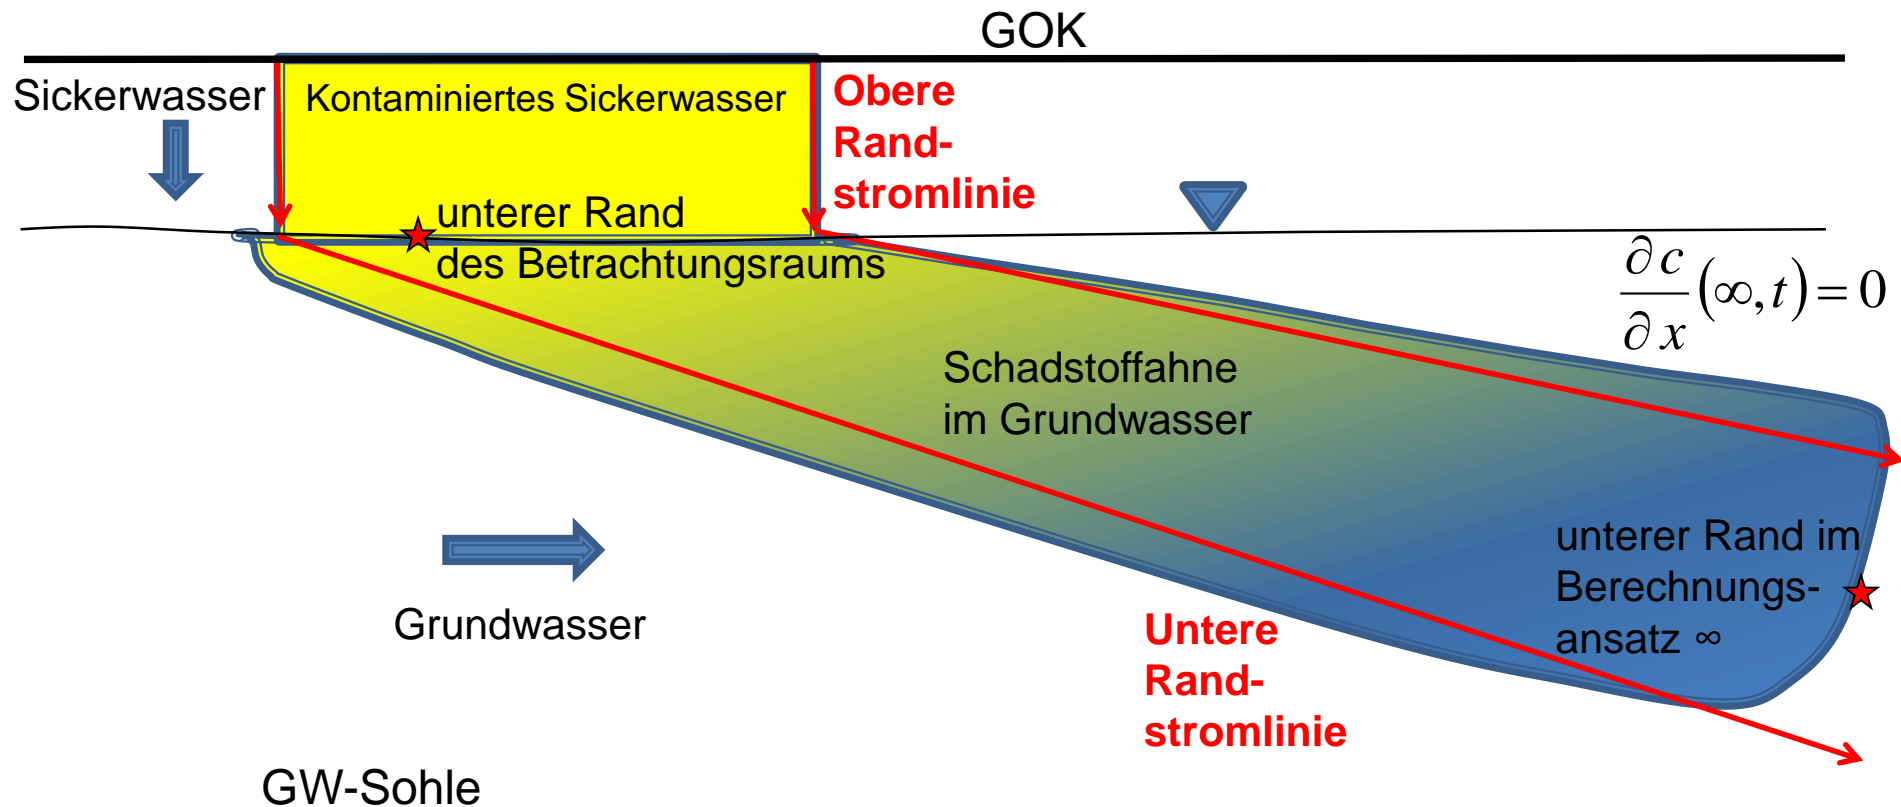 GOK
Sickerwasser
Kontaminiertes Sickerwasser
Obere
Rand-
stromlinie
unterer Rand
des Betrachtungsraums
∂c/∂x (∞,t) = 0
Schadstoffahne
im Grundwasser
unterer Rand im
Berechnungs-
ansatz ∞
Grundwasser
Untere
Rand-
stromlinie
GW-Sohle